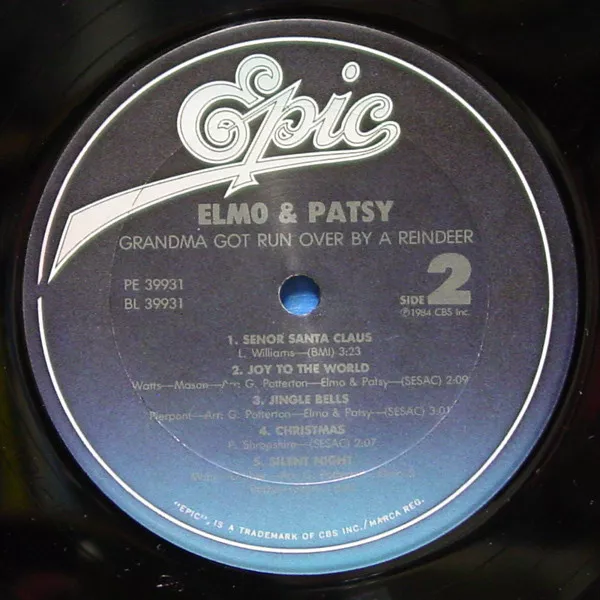 Epic
ELMO & PATSY
GRANDMA GOT RUN OVER BY A REINDEER
PE 39931
BL 39931
SIDE 2
℗1984 CBS Inc.
1. SENOR SANTA CLAUS
L. Williams—(BMI) 3:23
2. JOY TO THE WORLD
Watts—Mason—Arr: G. Potterton—Elmo & Patsy—(SESAC) 2:09
3. JINGLE BELLS
Pierpont—Arr: G. Potterton—Elmo & Patsy—(SESAC) 3:01
4. CHRISTMAS
P. Shropshire—(SESAC) 2:07
5. SILENT NIGHT
"EPIC", IS A TRADEMARK OF CBS INC./MARCA REG.